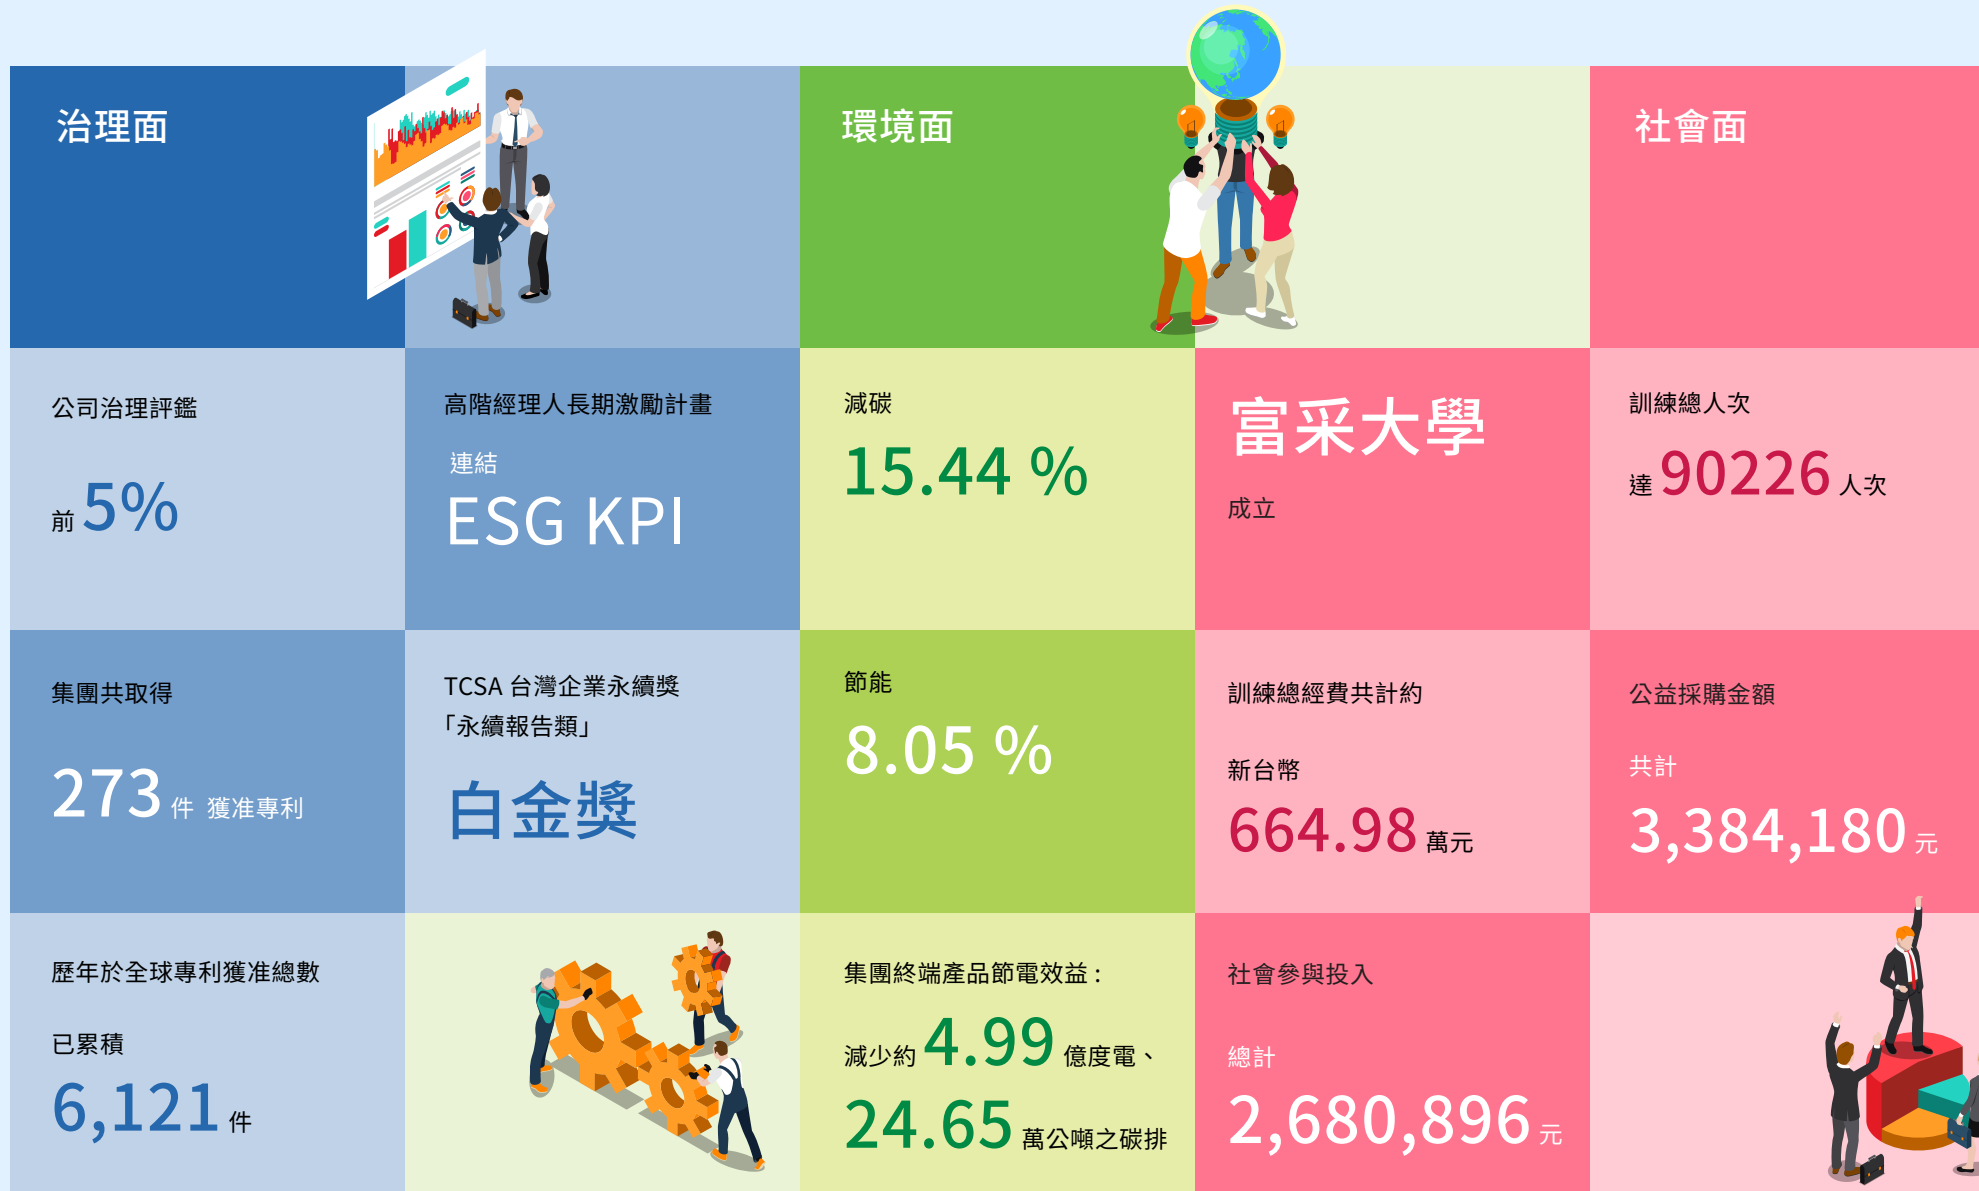 治理面
環境面
社會面
公司治理評鑑
前 5%
高階經理人長期激勵計畫
連結
ESG KPI
減碳
15.44 %
富采大學
成立
訓練總人次
達 90226 人次
集團共取得
273 件 獲准專利
TCSA 台灣企業永續獎
「永續報告類」
白金獎
節能
8.05 %
訓練總經費共計約
新台幣
664.98 萬元
公益採購金額
共計
3,384,180 元
歷年於全球專利獲准總數
已累積
6,121 件
集團終端產品節電效益 :
減少約 4.99 億度電、
24.65 萬公噸之碳排
社會參與投入
總計
2,680,896 元